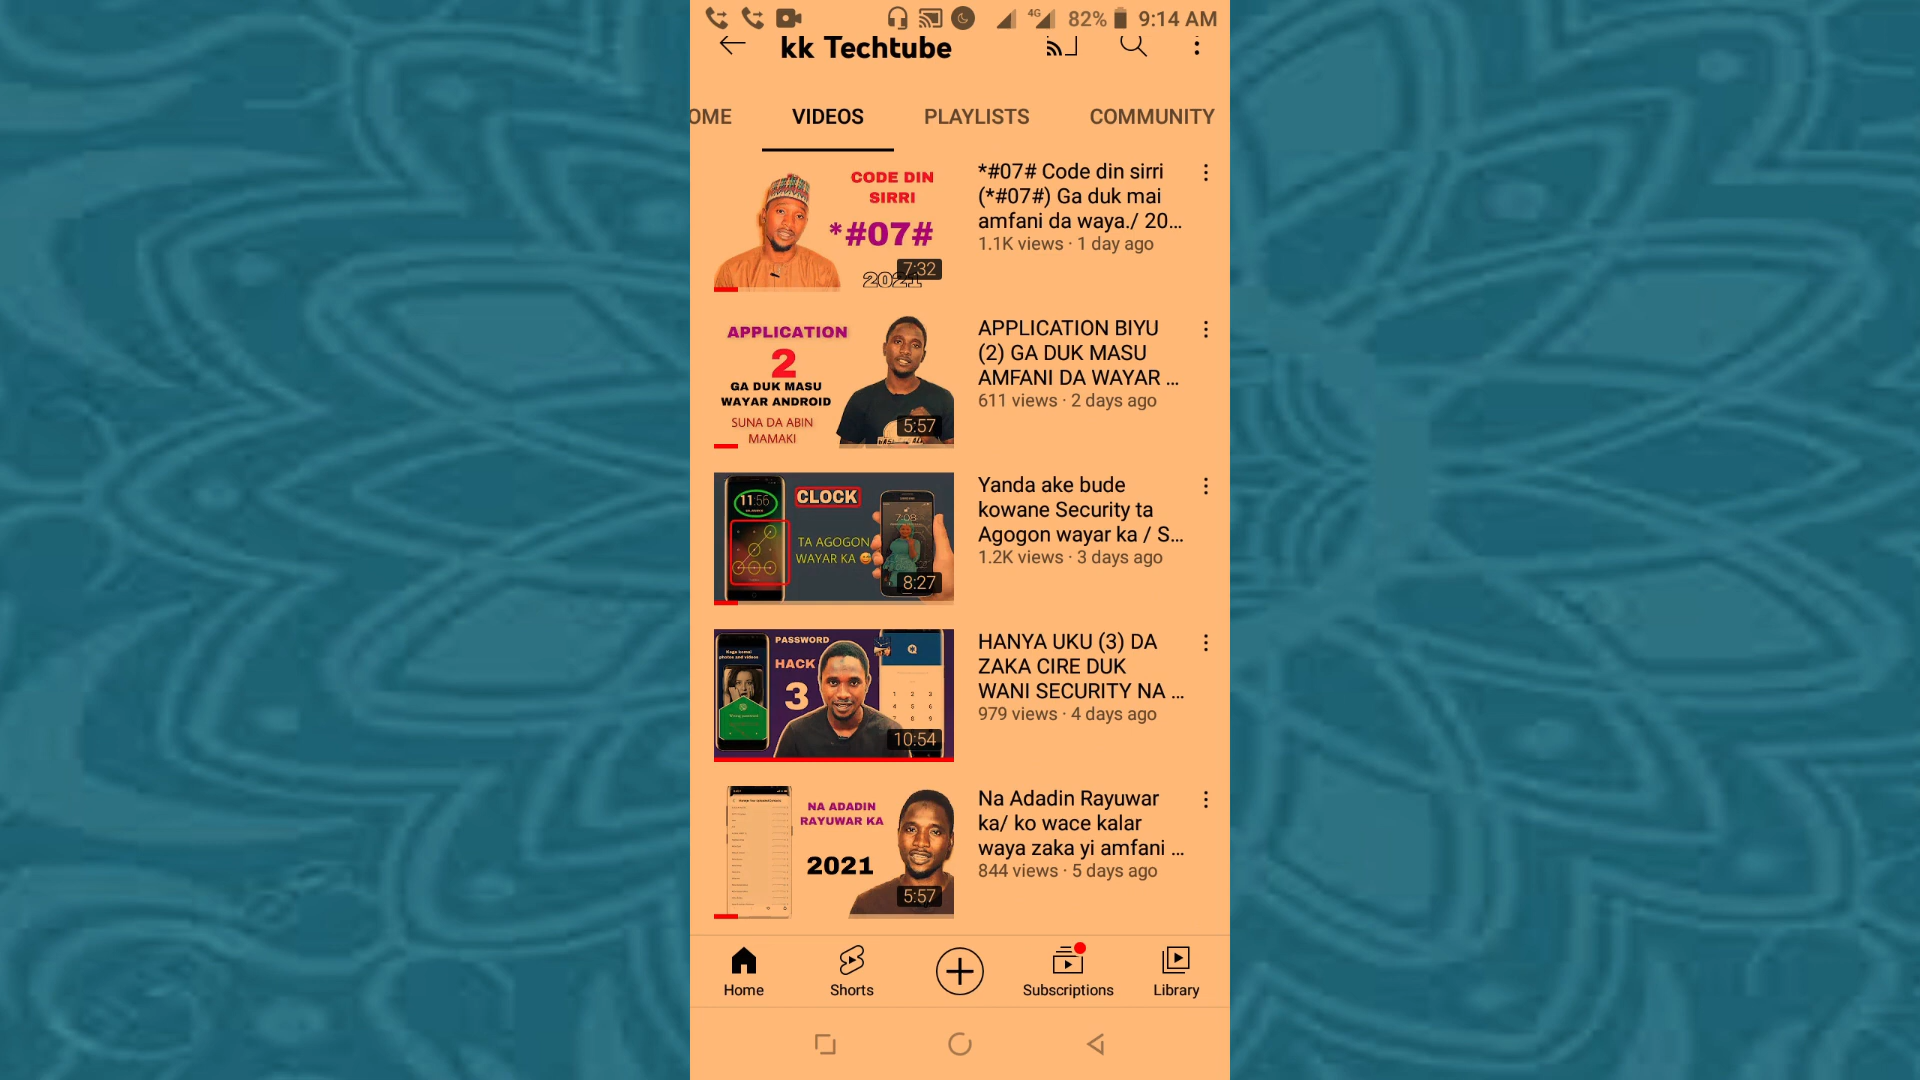 4G 82% 9:14 AM
kk Techtube
OME VIDEOS PLAYLISTS COMMUNITY
CODE DIN
SIRRI
*#07#
2021
7:32
*#07# Code din sirri
(*#07#) Ga duk mai
amfani da waya./ 20...
1.1K views · 1 day ago
APPLICATION
2
GA DUK MASU
WAYAR ANDROID
SUNA DA ABIN
MAMAKI
5:57
APPLICATION BIYU
(2) GA DUK MASU
AMFANI DA WAYAR ...
611 views · 2 days ago
11:56
CLOCK
TA AGOGON
WAYAR KA
7:08
8:27
Yanda ake bude
kowane Security ta
Agogon wayar ka / S...
1.2K views · 3 days ago
PASSWORD
HACK
3
10:54
HANYA UKU (3) DA
ZAKA CIRE DUK
WANI SECURITY NA ...
979 views · 4 days ago
NA ADADIN
RAYUWAR KA
2021
5:57
Na Adadin Rayuwar
ka/ ko wace kalar
waya zaka yi amfani ...
844 views · 5 days ago
Home Shorts Subscriptions Library